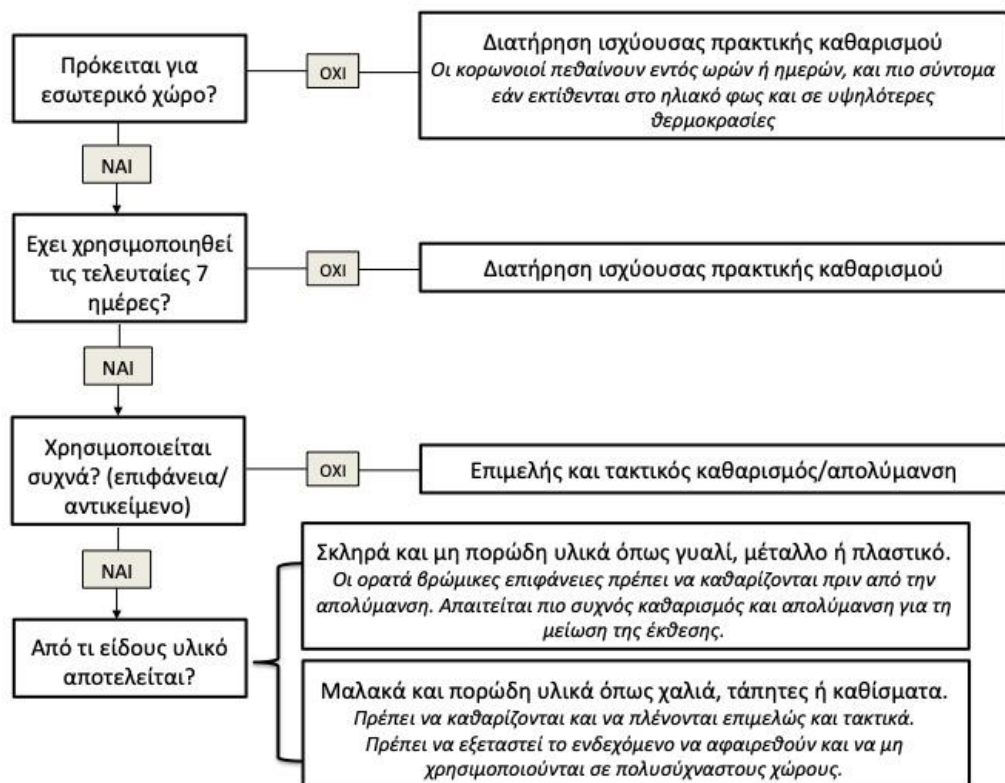 Πρόκειται για
εσωτερικό χώρο?
ΟΧΙ
Διατήρηση ισχύουσας πρακτικής καθαρισμού
Οι κορωνοιοί πεθαίνουν εντός ωρών ή ημερών, και πιο σύντομα
εάν εκτίθενται στο ηλιακό φως και σε υψηλότερες
θερμοκρασίες
ΝΑΙ
Εχει χρησιμοποιηθεί
τις τελευταίες 7
ημέρες?
ΟΧΙ
Διατήρηση ισχύουσας πρακτικής καθαρισμού
ΝΑΙ
Χρησιμοποιείται
συχνά? (επιφάνεια/
αντικείμενο)
ΟΧΙ
Επιμελής και τακτικός καθαρισμός/απολύμανση
ΝΑΙ
Από τι είδους υλικό
αποτελείται?
Σκληρά και μη πορώδη υλικά όπως γυαλί, μέταλλο ή πλαστικό.
Οι ορατά βρώμικες επιφάνειες πρέπει να καθαρίζονται πριν από την
απολύμανση. Απαιτείται πιο συχνός καθαρισμός και απολύμανση για τη
μείωση της έκθεσης.
Μαλακά και πορώδη υλικά όπως χαλιά, τάπητες ή καθίσματα.
Πρέπει να καθαρίζονται και να πλένονται επιμελώς και τακτικά.
Πρέπει να εξεταστεί το ενδεχόμενο να αφαιρεθούν και να μη
χρησιμοποιούνται σε πολυσύχναστους χώρους.